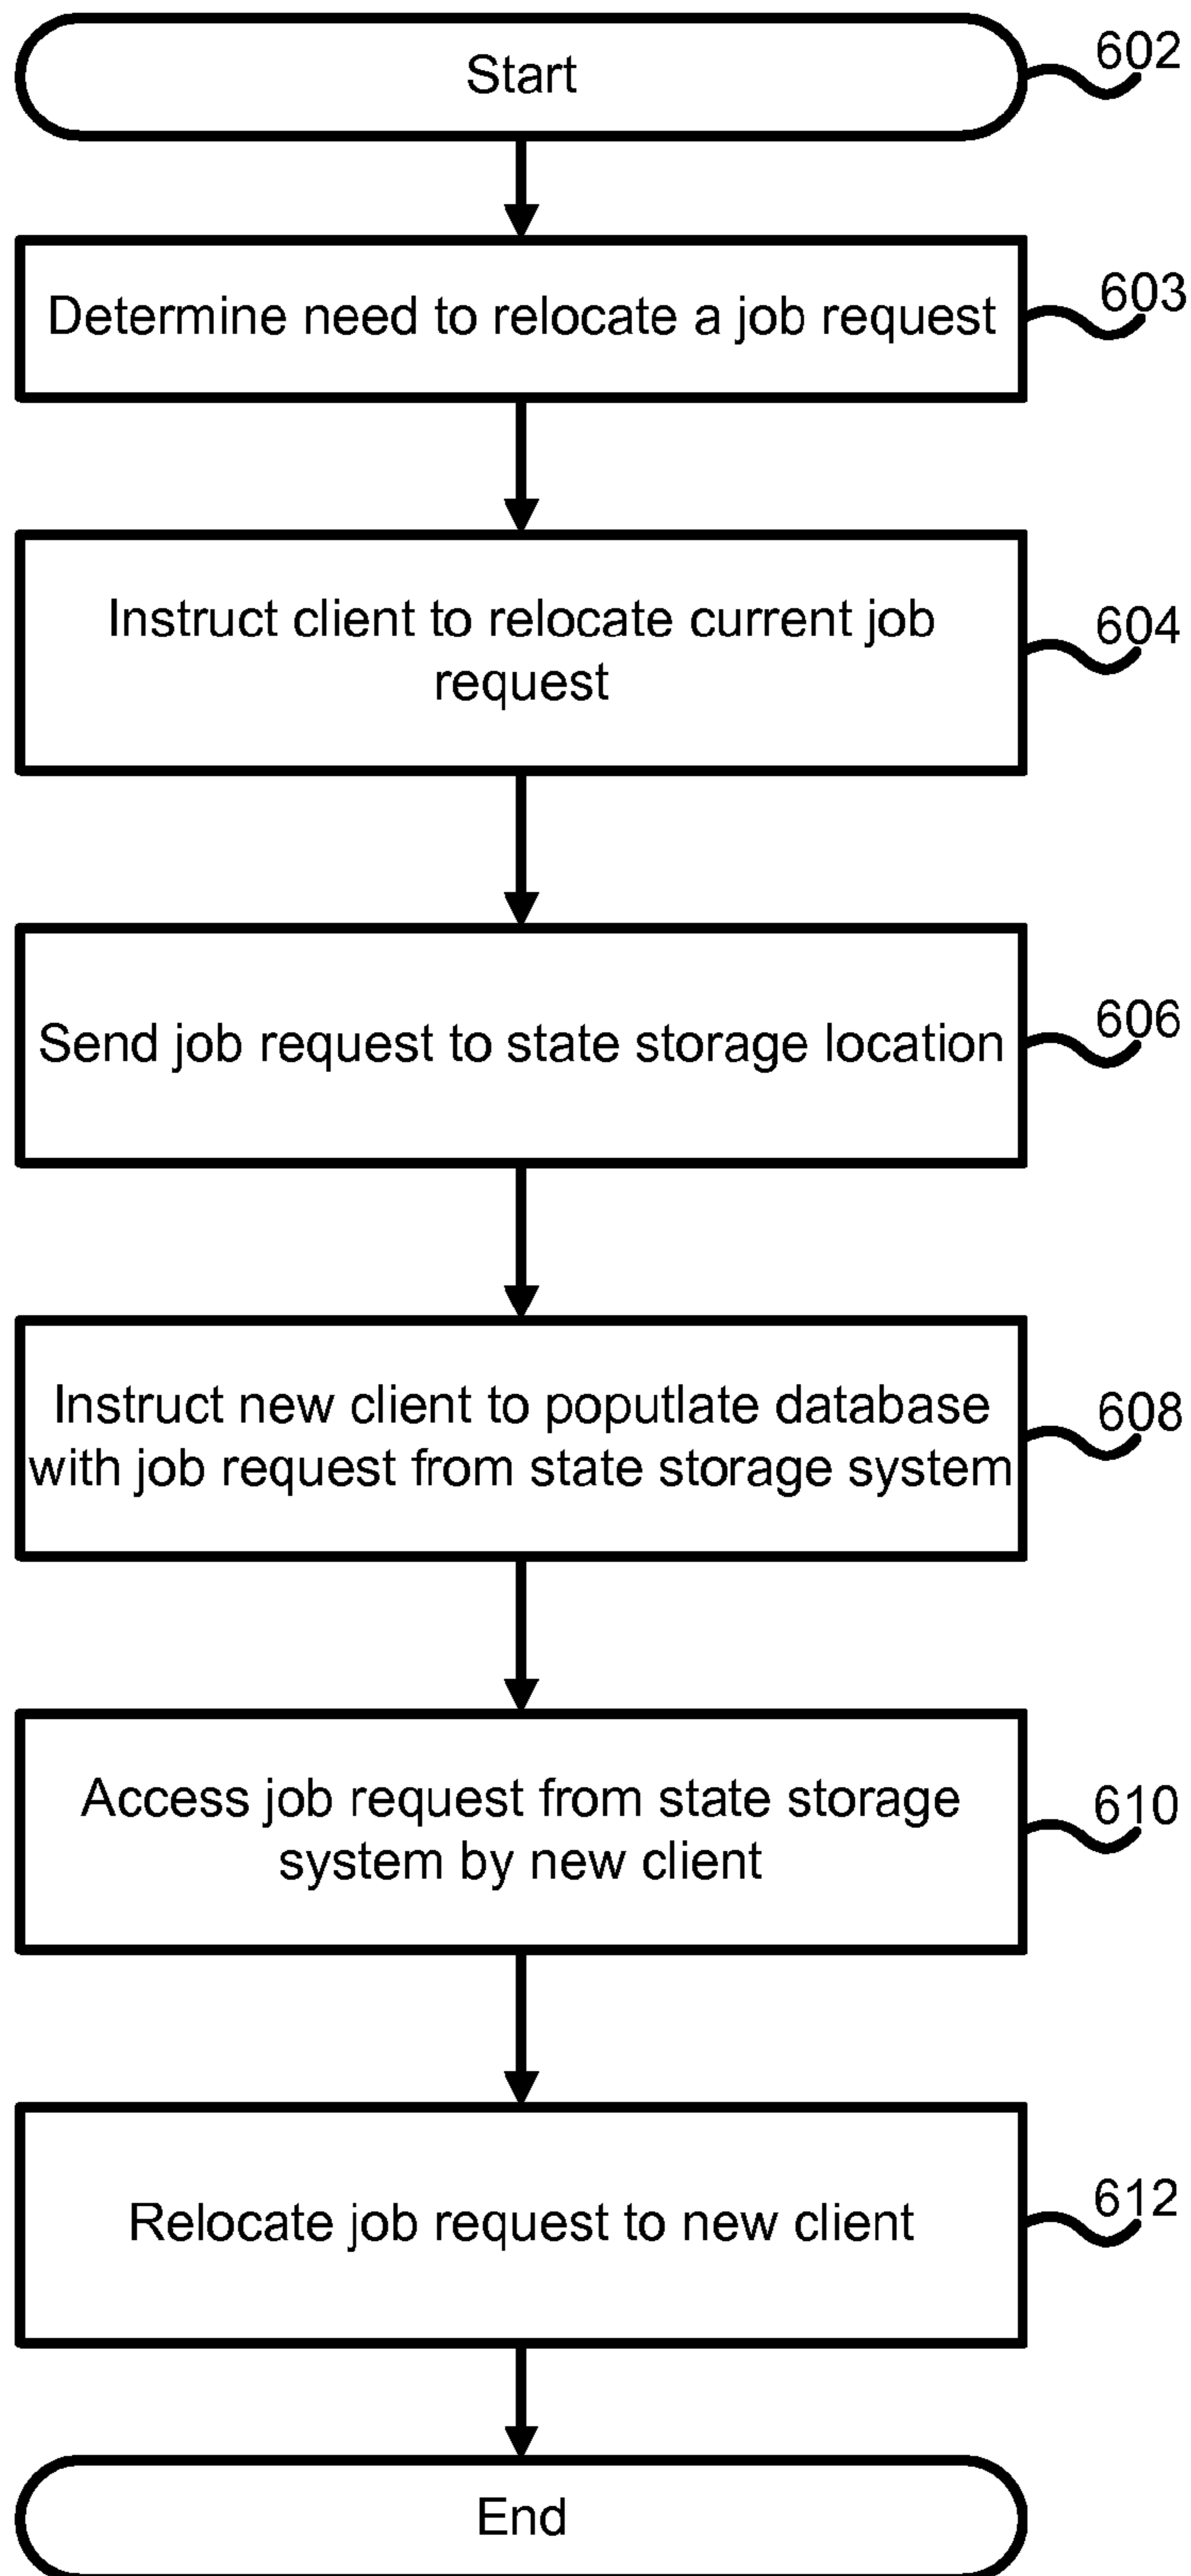 Start
602
Determine need to relocate a job request
603
Instruct client to relocate current job
request
604
Send job request to state storage location
606
Instruct new client to poputlate database
with job request from state storage system
608
Access job request from state storage
system by new client
610
Relocate job request to new client
612
End